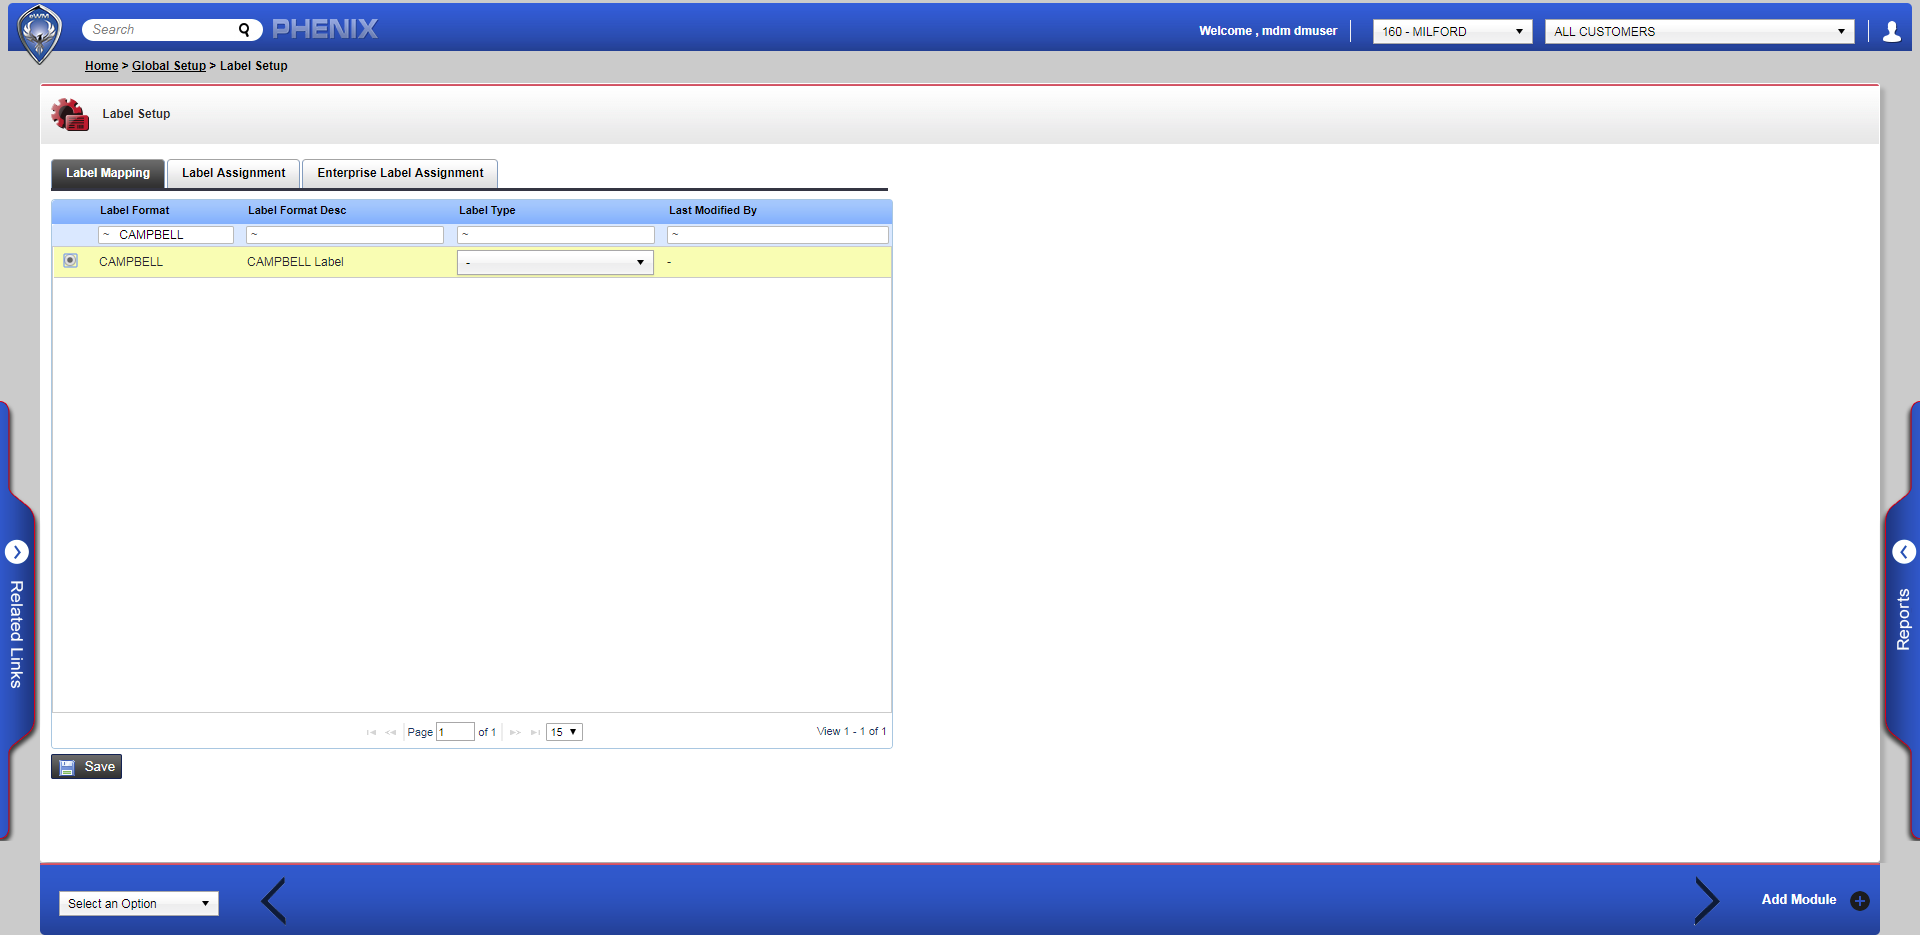 eWM
Search
PHENIX
Welcome , mdm dmuser
160 - MILFORD
ALL CUSTOMERS
Home > Global Setup > Label Setup
Label Setup
Label Mapping
Label Assignment
Enterprise Label Assignment
Label Format
Label Format Desc
Label Type
Last Modified By
~ CAMPBELL
~
~
~
CAMPBELL
CAMPBELL Label
-
-
Page 1 of 1
15
View 1 - 1 of 1
Save
Related Links
Reports
Select an Option
Add Module